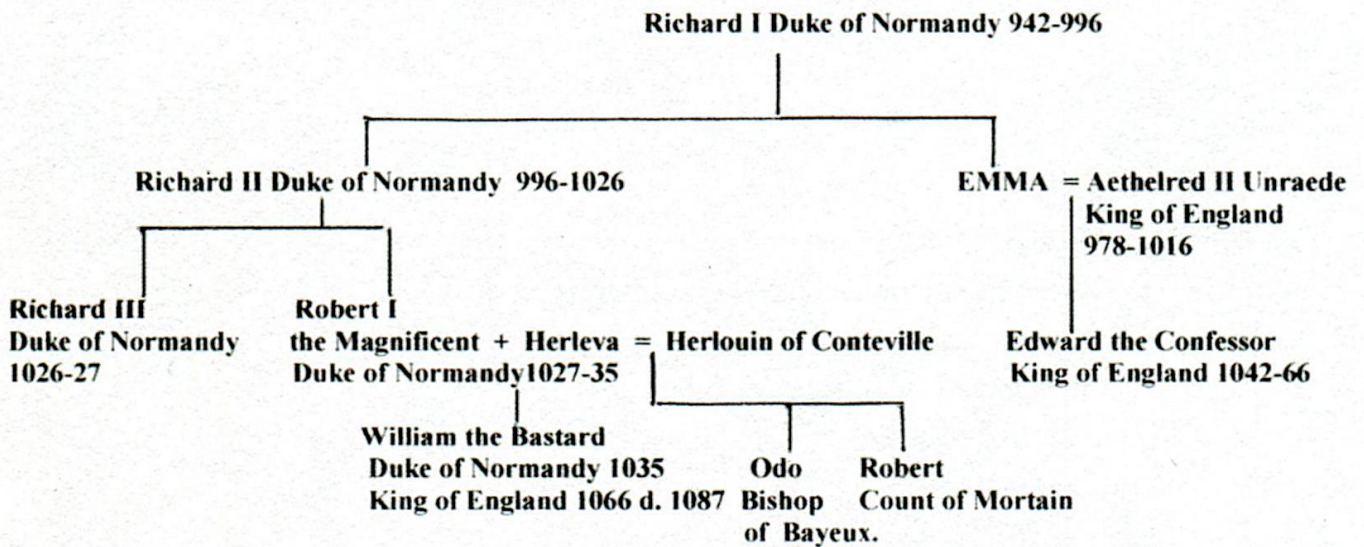 Richard I Duke of Normandy 942-996
Richard II Duke of Normandy 996-1026
EMMA = Aethelred II Unraede
King of England
978-1016
Richard III
Duke of Normandy
1026-27
Robert I
the Magnificent + Herleva = Herlouin of Conteville
Duke of Normandy1027-35
Edward the Confessor
King of England 1042-66
William the Bastard
Duke of Normandy 1035
King of England 1066 d. 1087
Odo
Bishop
of Bayeux.
Robert
Count of Mortain